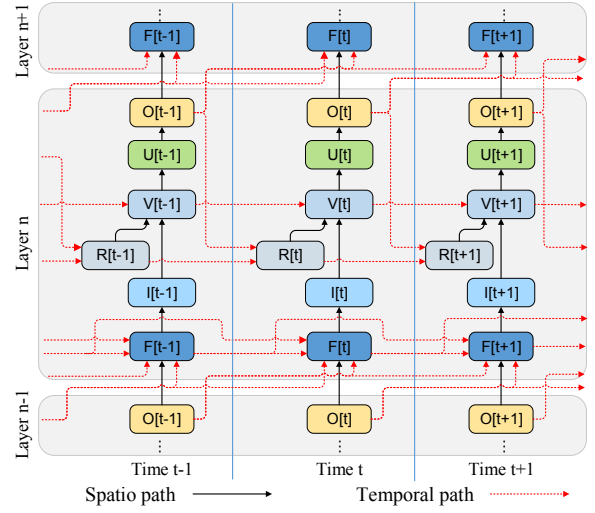 Layer n+1
F[t-1] F[t] F[t+1]
Layer n
O[t-1] O[t] O[t+1]
U[t-1] U[t] U[t+1]
V[t-1] V[t] V[t+1]
R[t-1] R[t] R[t+1]
I[t-1] I[t] I[t+1]
F[t-1] F[t] F[t+1]
Layer n-1
O[t-1] O[t] O[t+1]
Time t-1 Time t Time t+1
Spatio path Temporal path